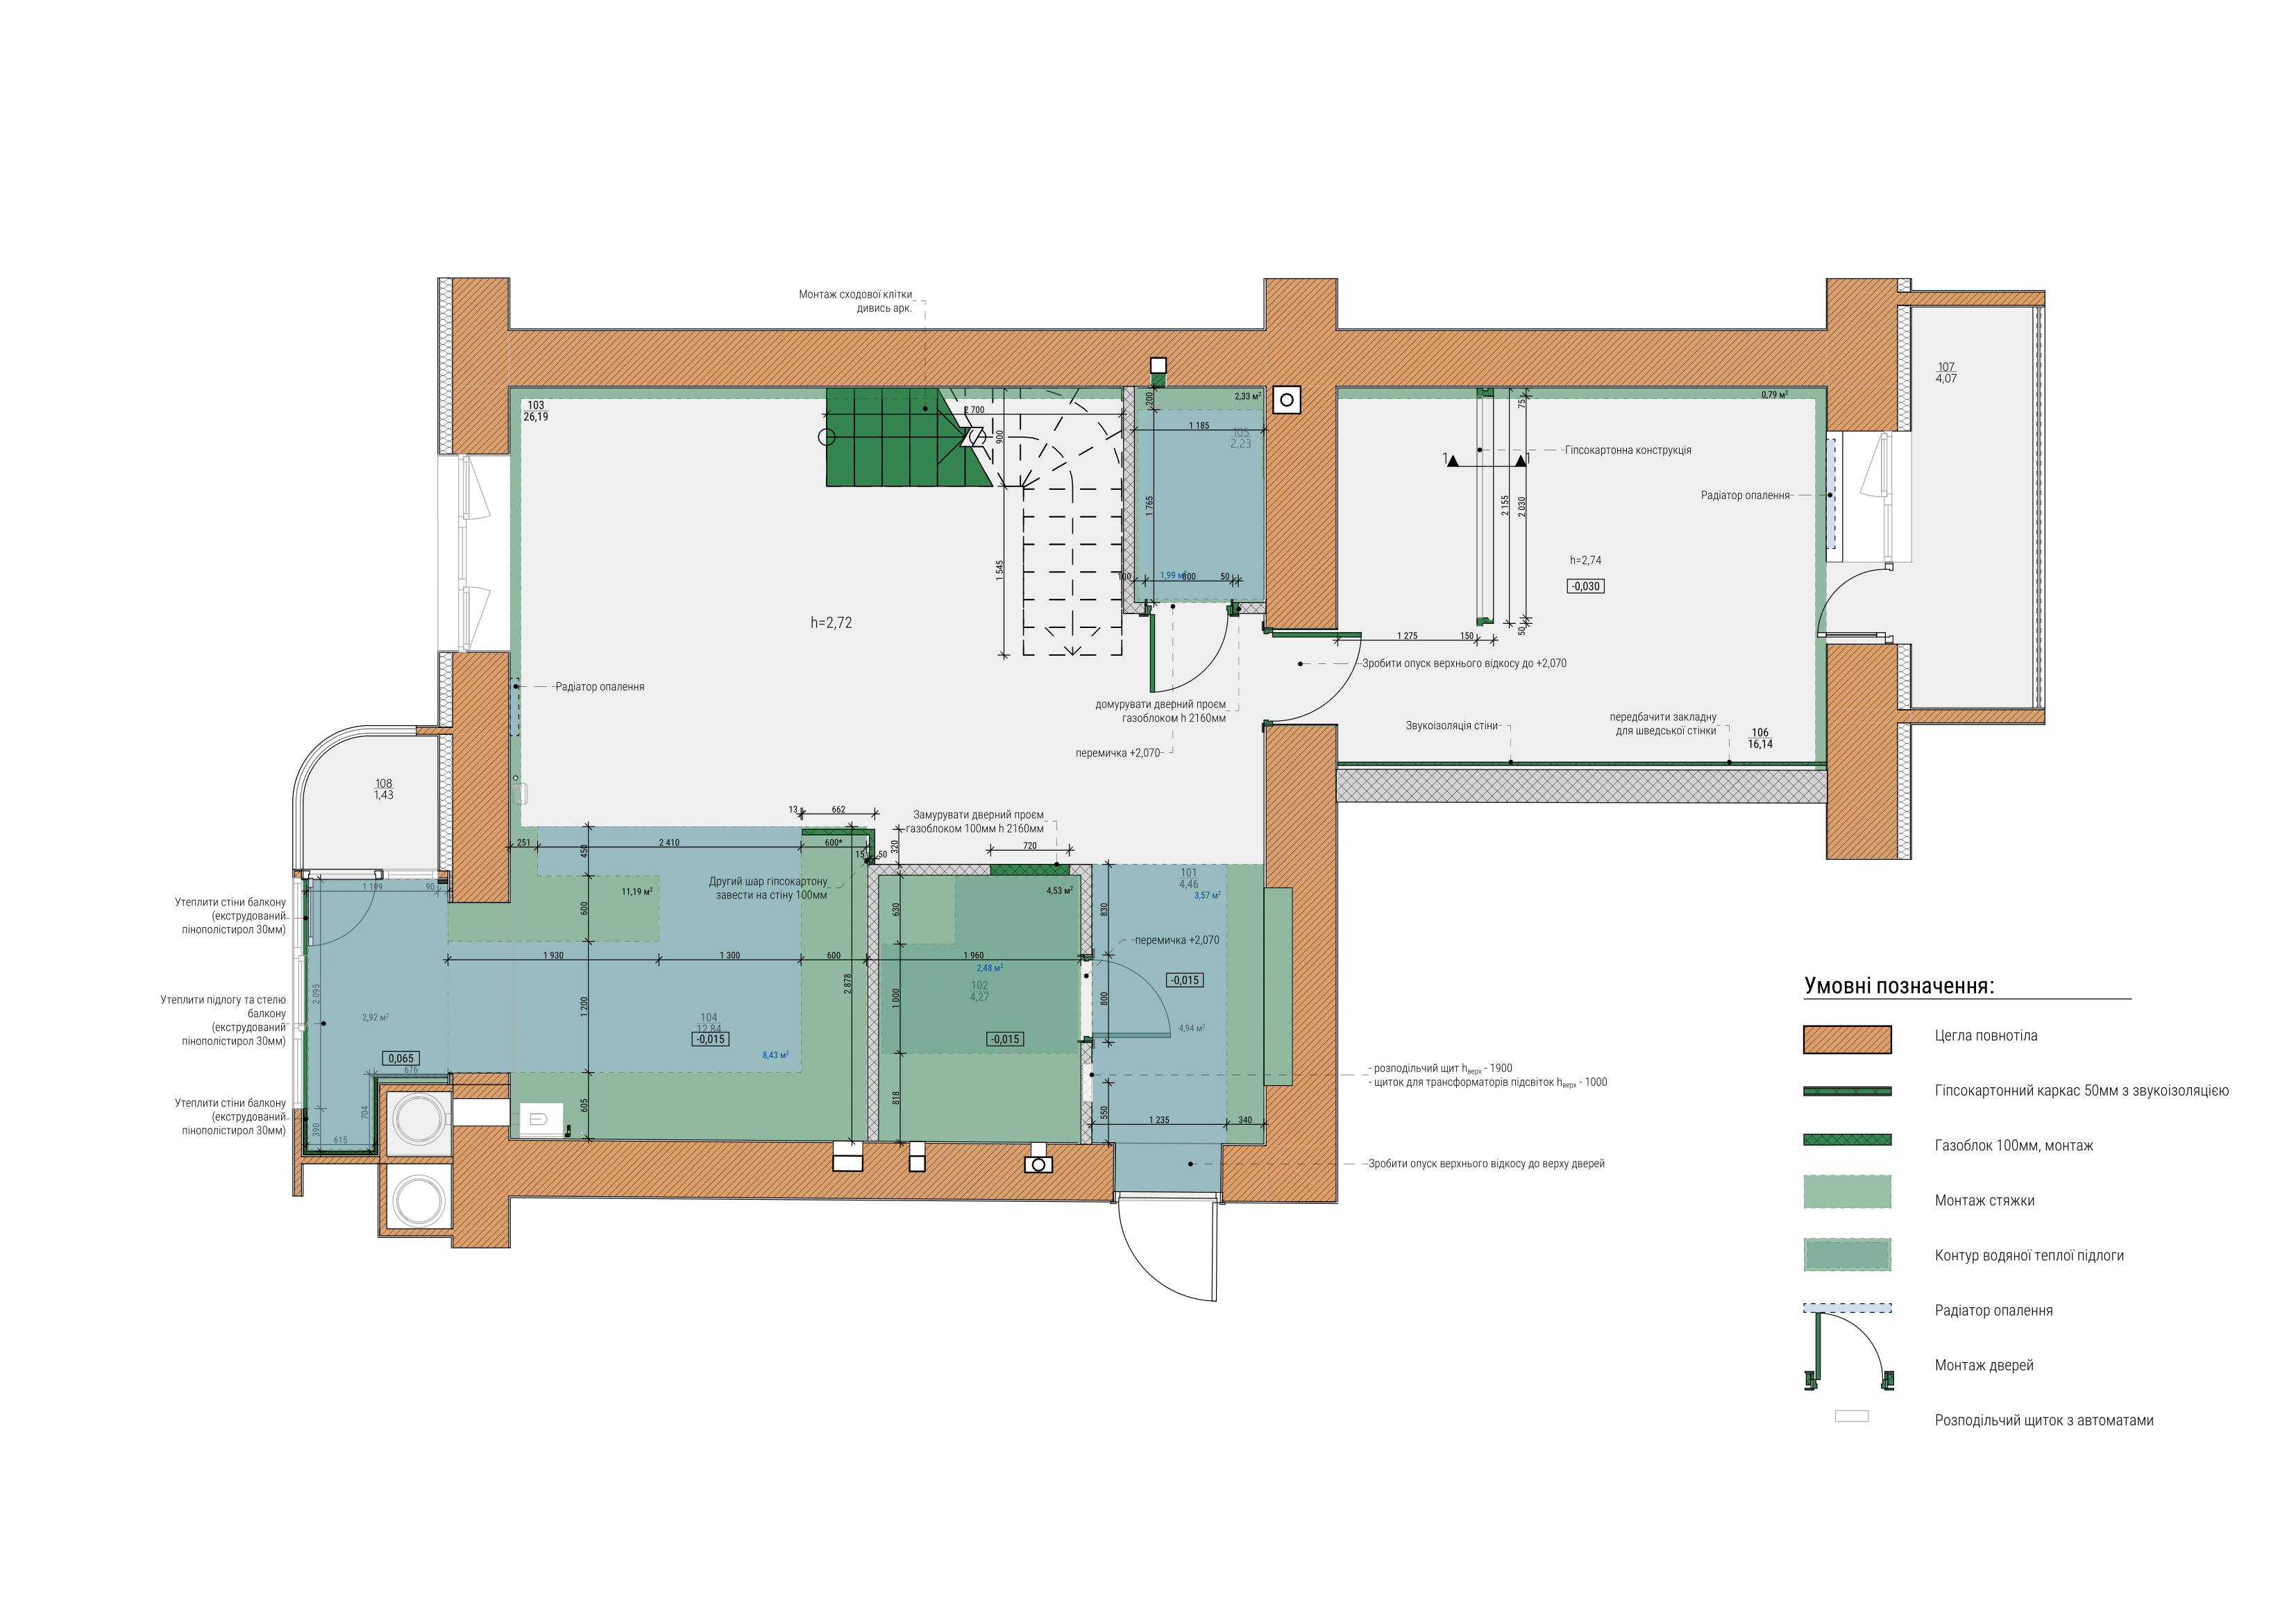 Монтаж сходової клітки
дивись арк.
103
26,19
2 700
900
1 545
200
2,33 м²
1 185
105
2,23
1 765
100
1,99 м²
800
50
0,79 м²
75
107
4,07
Гіпсокартонна конструкція
1
1
2 155
2 030
50
Радіатор опалення
h=2,74
-0,030
h=2,72
1 275
150
Зробити опуск верхнього відкосу до +2,070
Радіатор опалення
домурувати дверний проєм
газоблоком h 2160мм
перемичка +2,070
Звукоізоляція стіни
передбачити закладну
для шведської стінки
106
16,14
108
1,43
13
662
Замурувати дверний проєм
газоблоком 100мм h 2160мм
720
251
450
2 410
600*
15
50
320
Другий шар гіпсокартону
завести на стіну 100мм
11,19 м²
4,53 м²
101
4,46
3,57 м²
1 199
90
Утеплити стіни балкону
(екструдований
пінополістирол 30мм)
600
630
830
перемичка +2,070
1 930
1 300
600
1 960
2 878
2,48 м²
102
4,27
-0,015
-0,015
1 000
800
4,94 м²
2 095
2,92 м²
Утеплити підлогу та стелю
балкону
(екструдований
пінополістирол 30мм)
1 200
104
12,84
-0,015
8,43 м²
0,065
676
- розподільчий щит hверх - 1900
- щиток для трансформаторів підсвіток hверх - 1000
Утеплити стіни балкону
(екструдований
пінополістирол 30мм)
704
390
615
605
818
550
1 235
340
Зробити опуск верхнього відкосу до верху дверей
Умовні позначення:
Цегла повнотіла
Гіпсокартонний каркас 50мм з звукоізоляцією
Газоблок 100мм, монтаж
Монтаж стяжки
Контур водяної теплої підлоги
Радіатор опалення
Монтаж дверей
Розподільчий щиток з автоматами